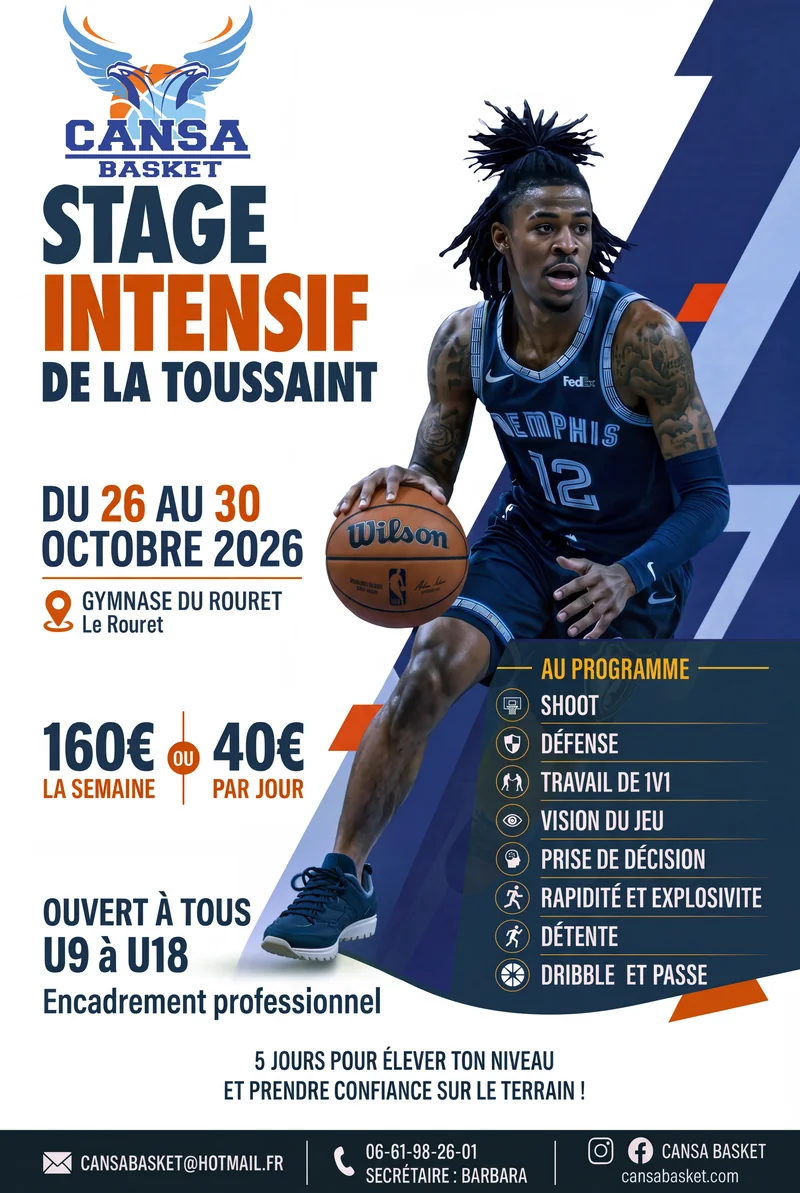 CANSA
BASKET
STAGE
INTENSIF
DE LA TOUSSAINT
FedEx
MEMPHIS
12
DU 26 AU 30
OCTOBRE 2026
Wilson
GYMNASE DU ROURET
Le Rouret
160€ OU 40€
LA SEMAINE PAR JOUR
AU PROGRAMME
SHOOT
DÉFENSE
TRAVAIL DE 1V1
VISION DU JEU
PRISE DE DÉCISION
RAPIDITÉ ET EXPLOSIVITE
DÉTENTE
DRIBBLE ET PASSE
OUVERT À TOUS
U9 à U18
Encadrement professionnel
5 JOURS POUR ÉLEVER TON NIVEAU
ET PRENDRE CONFIANCE SUR LE TERRAIN !
CANSABASKET@HOTMAIL.FR
06-61-98-26-01
SECRÉTAIRE : BARBARA
CANSA BASKET
cansabasket.com